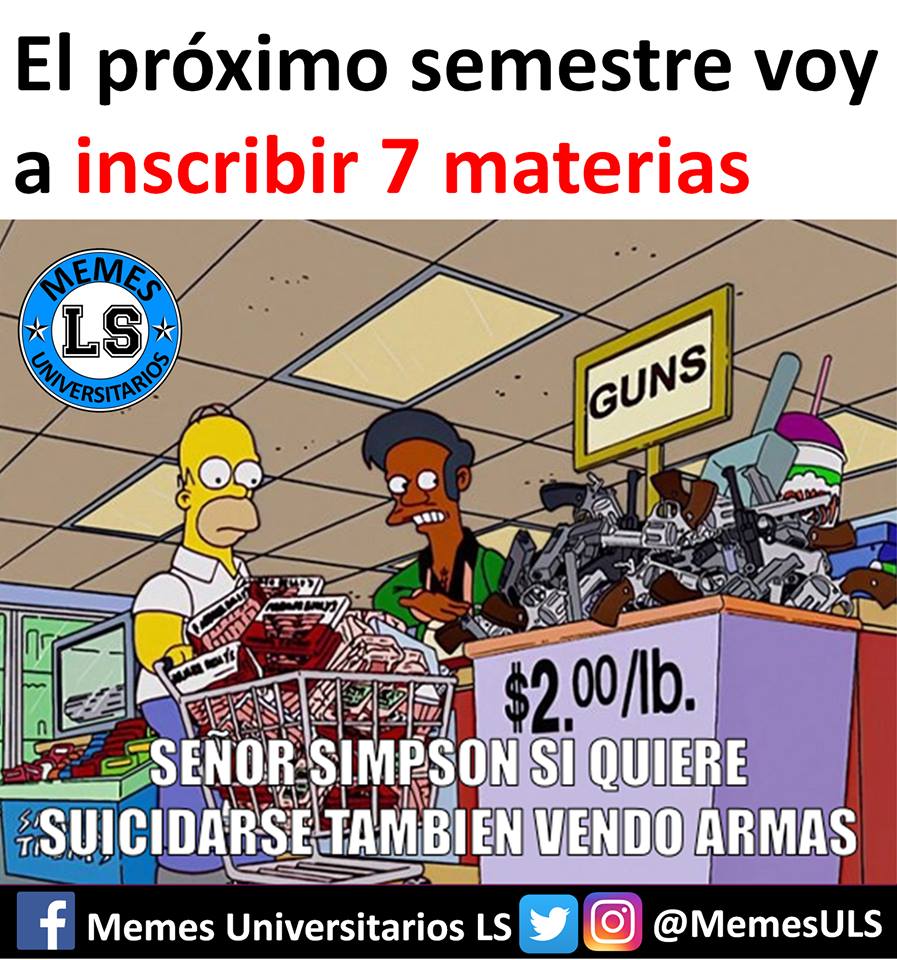 El próximo semestre voy
a inscribir 7 materias
MEMES
LS
UNIVERSITARIOS
GUNS
$2.00/lb.
SEÑOR SIMPSON SI QUIERE
SUICIDARSE TAMBIEN VENDO ARMAS
Memes Universitarios LS
@MemesULS